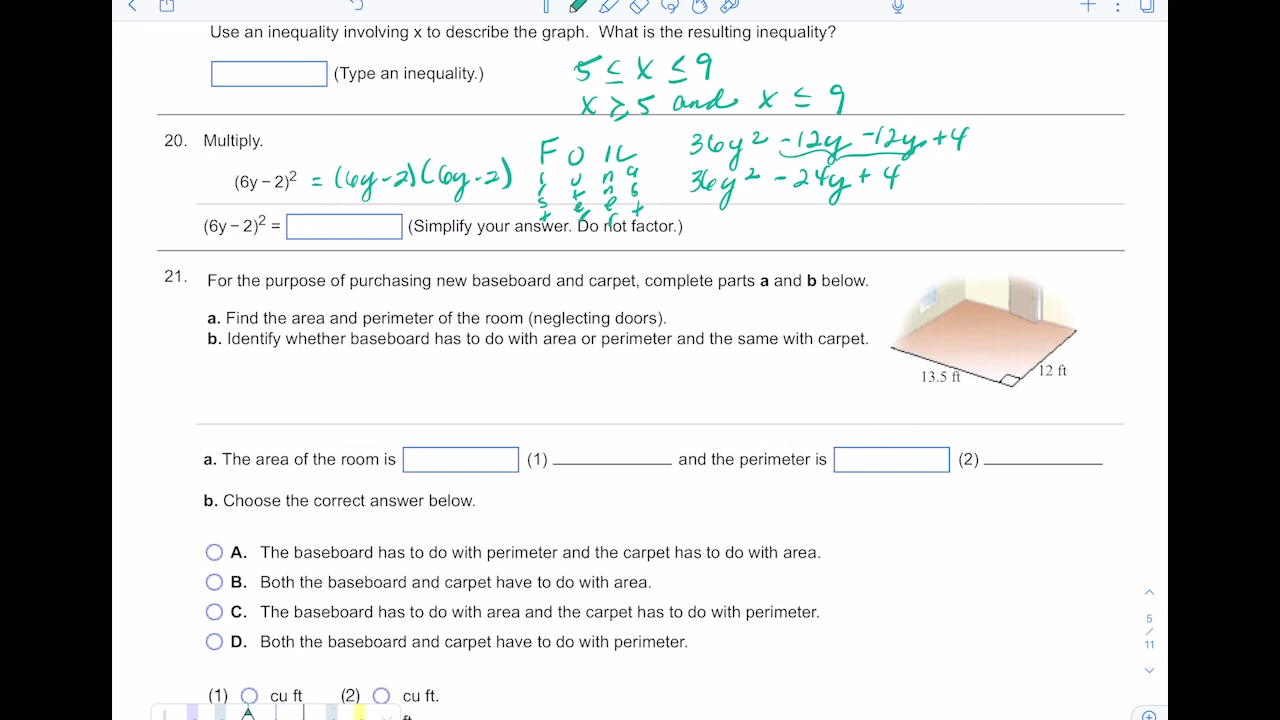 Use an inequality involving x to describe the graph. What is the resulting inequality?
(Type an inequality.)
5 ≤ x ≤ 9
x ≥ 5 and x ≤ 9
20. Multiply.
(6y − 2)² = (6y-2)(6y-2)
First Outer Inner Last
36y² -12y -12y +4
36y² - 24y + 4
(6y − 2)² = (Simplify your answer. Do not factor.)
21. For the purpose of purchasing new baseboard and carpet, complete parts a and b below.
a. Find the area and perimeter of the room (neglecting doors).
b. Identify whether baseboard has to do with area or perimeter and the same with carpet.
13.5 ft
12 ft
a. The area of the room is (1) and the perimeter is (2)
b. Choose the correct answer below.
A. The baseboard has to do with perimeter and the carpet has to do with area.
B. Both the baseboard and carpet have to do with area.
C. The baseboard has to do with area and the carpet has to do with perimeter.
D. Both the baseboard and carpet have to do with perimeter.
5
/
11
(1) cu ft (2) cu ft.